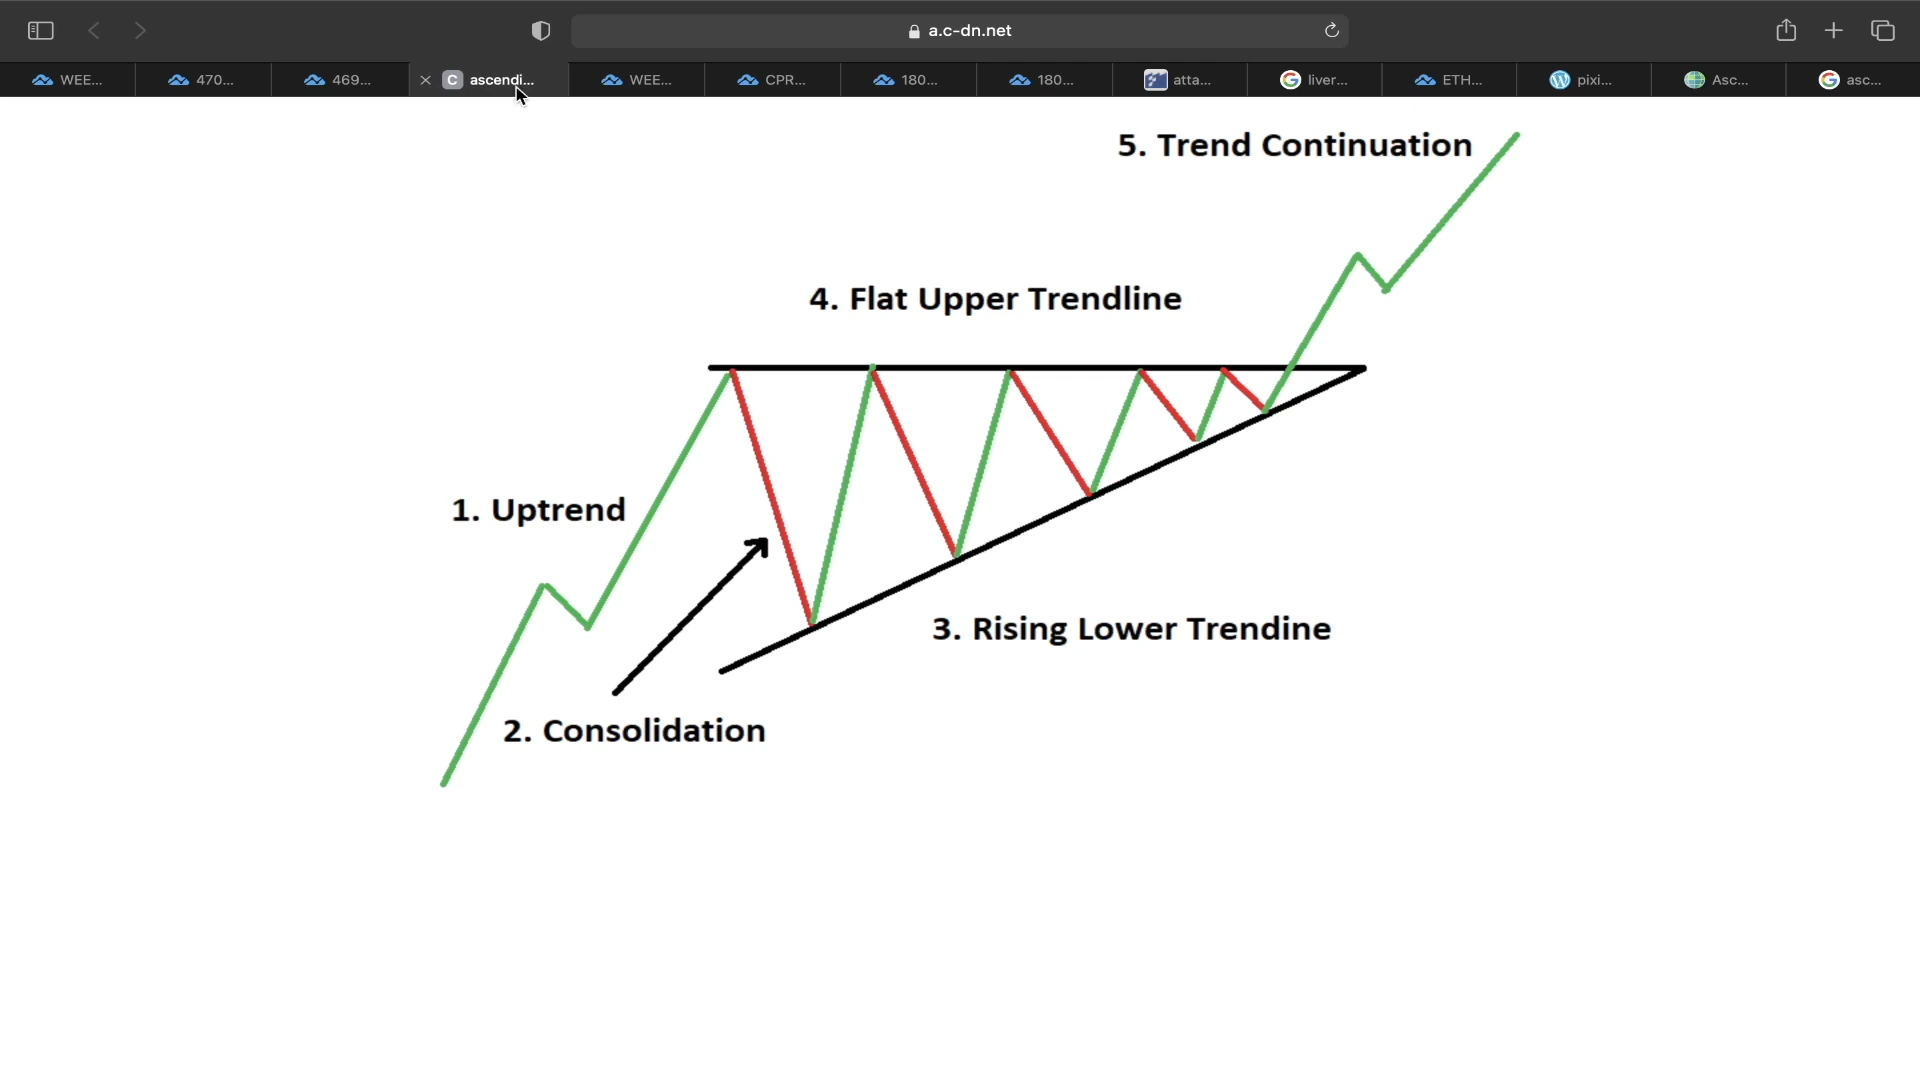 a.c-dn.net
WEE...
470...
469...
C
ascendi...
WEE...
CPR...
180...
180...
atta...
liver...
ETH...
pixi...
Asc...
asc...
5. Trend Continuation
4. Flat Upper Trendline
1. Uptrend
3. Rising Lower Trendine
2. Consolidation